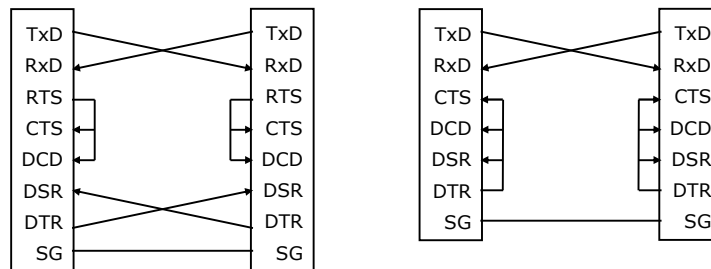 TxD TxD
RxD RxD
RTS RTS
CTS CTS
DCD DCD
DSR DSR
DTR DTR
SG SG
TxD TxD
RxD RxD
CTS CTS
DCD DCD
DSR DSR
DTR DTR
SG SG